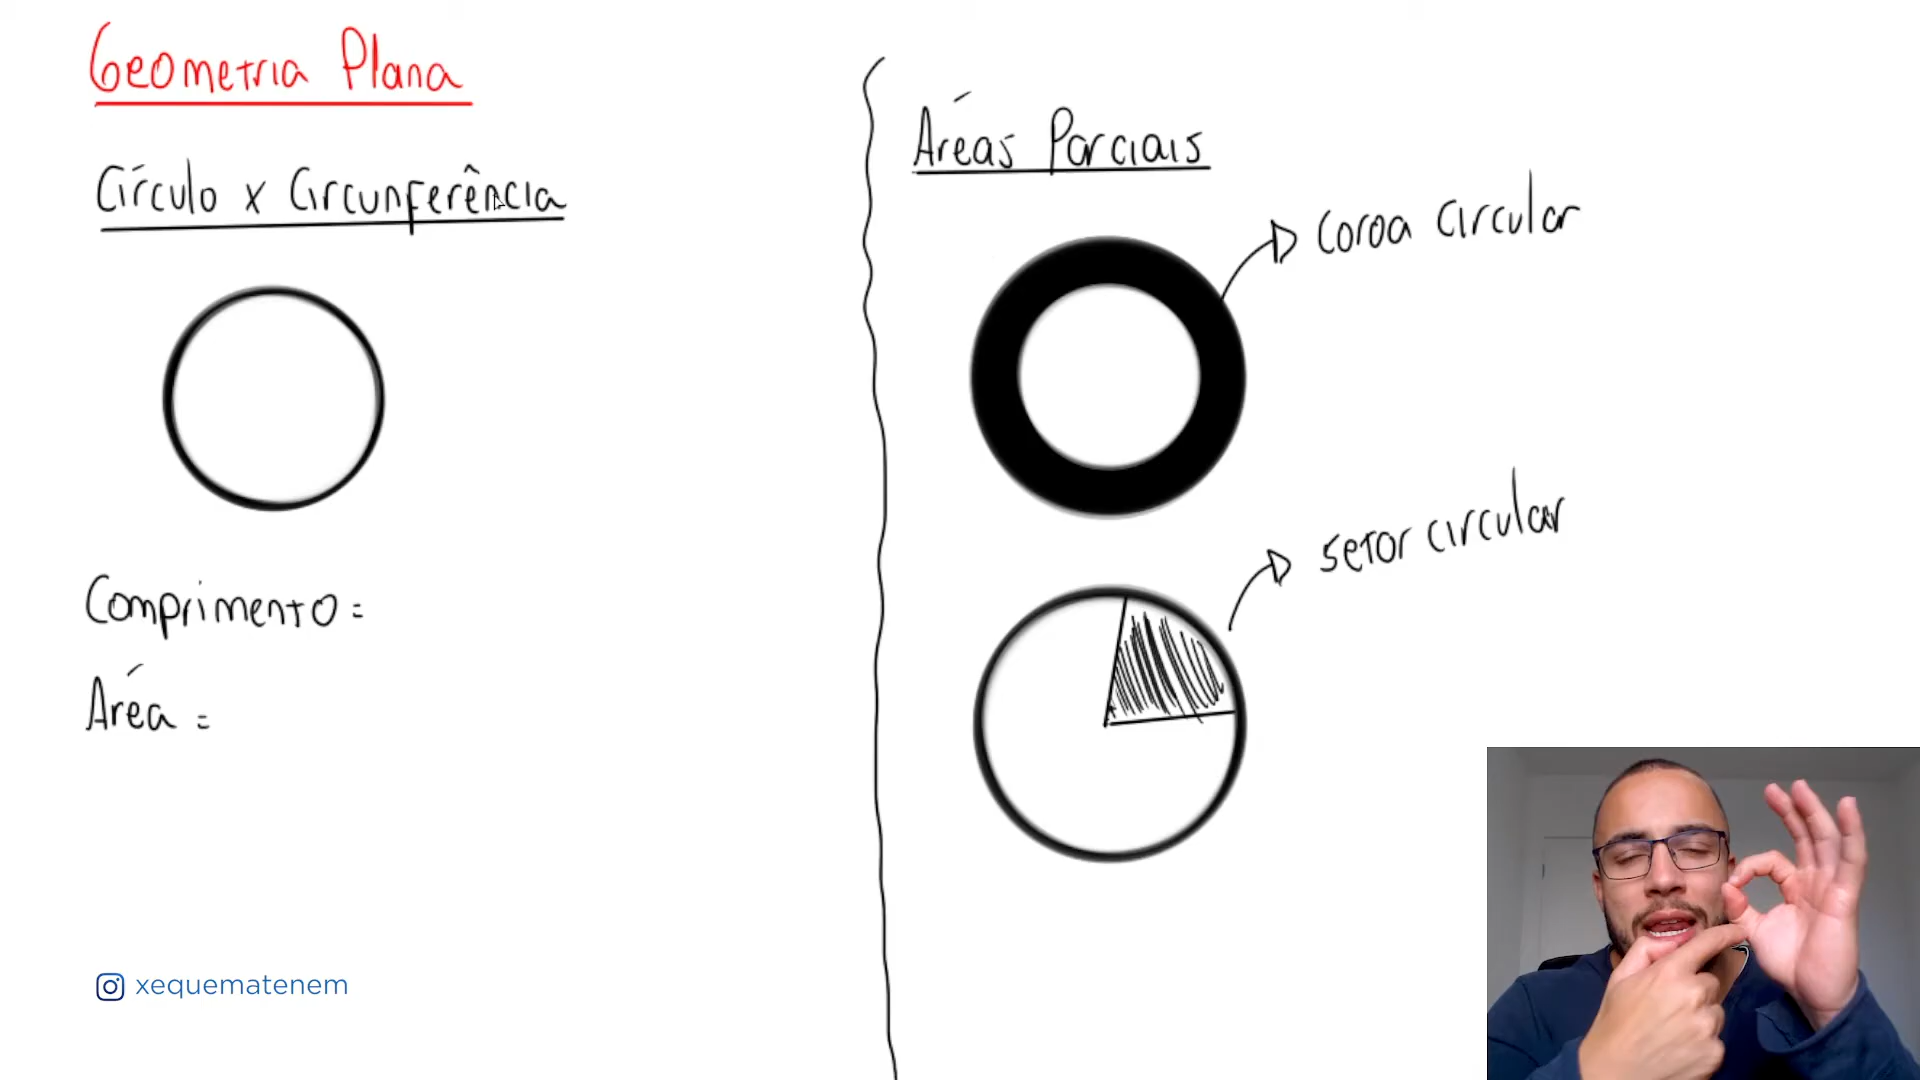 Geometria Plana
Círculo x Circunferência
Comprimento =
Área =
xequematenem
Áreas Parciais
coroa circular
setor circular